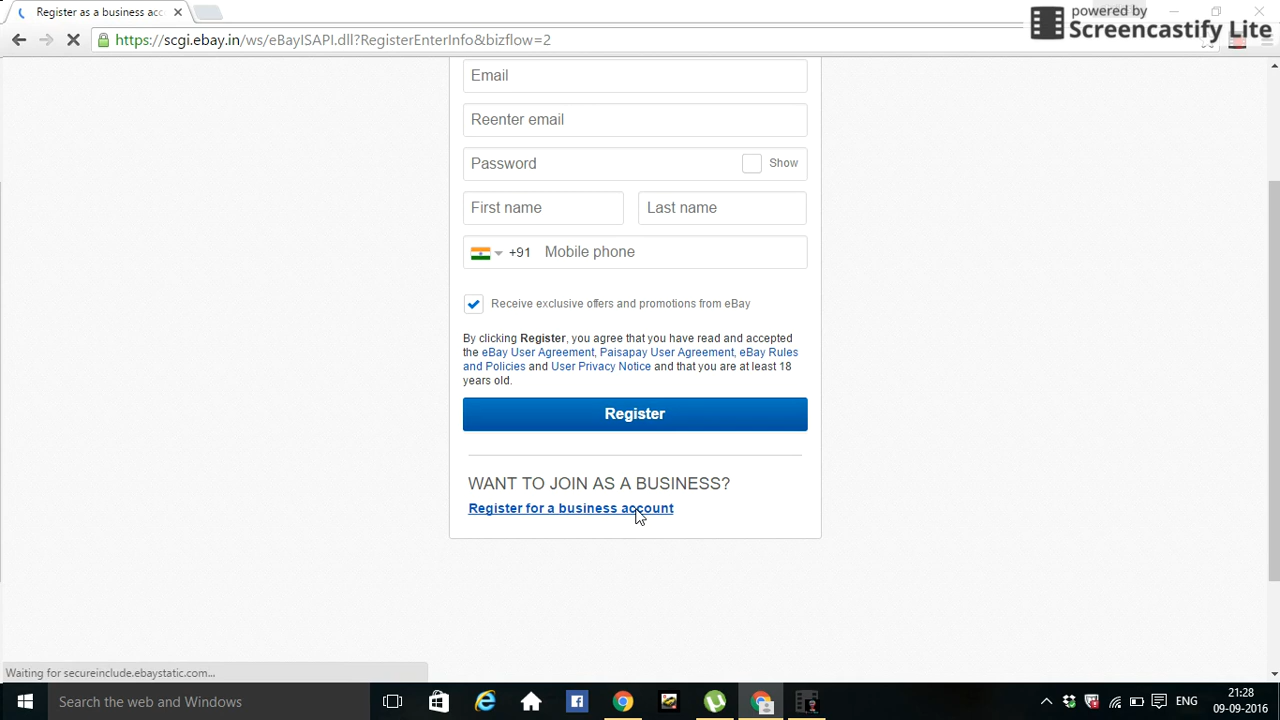 Register as a business acc
powered by
Screencastify Lite
https://scgi.ebay.in/ws/eBayISAPI.dll?RegisterEnterInfo&bizflow=2
Email
Reenter email
Password
Show
First name
Last name
+91
Mobile phone
Receive exclusive offers and promotions from eBay
By clicking Register, you agree that you have read and accepted
the eBay User Agreement, Paisapay User Agreement, eBay Rules
and Policies and User Privacy Notice and that you are at least 18
years old.
Register
WANT TO JOIN AS A BUSINESS?
Register for a business account
Waiting for secureinclude.ebaystatic.com...
Search the web and Windows
ENG
21:28
09-09-2016